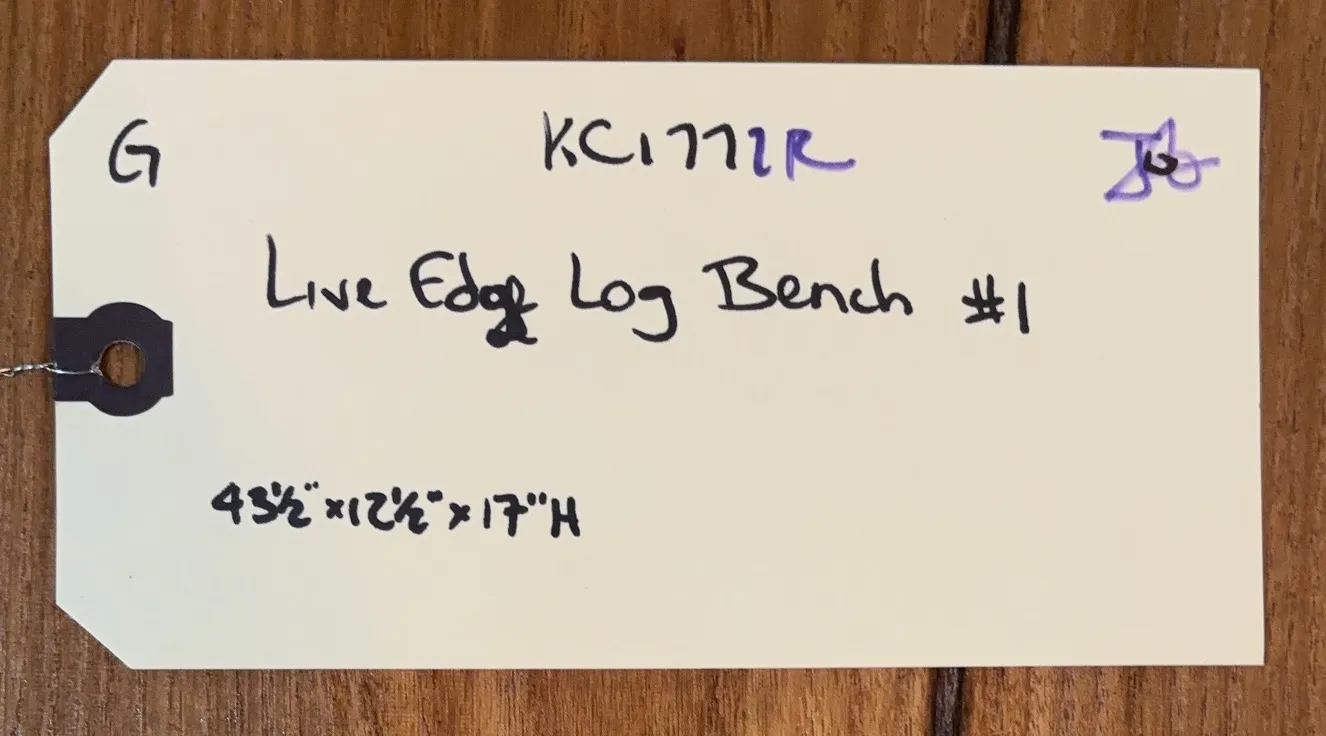 G KC1772R
Live Edge Log Bench #1
43½" x 12½" x 17" H